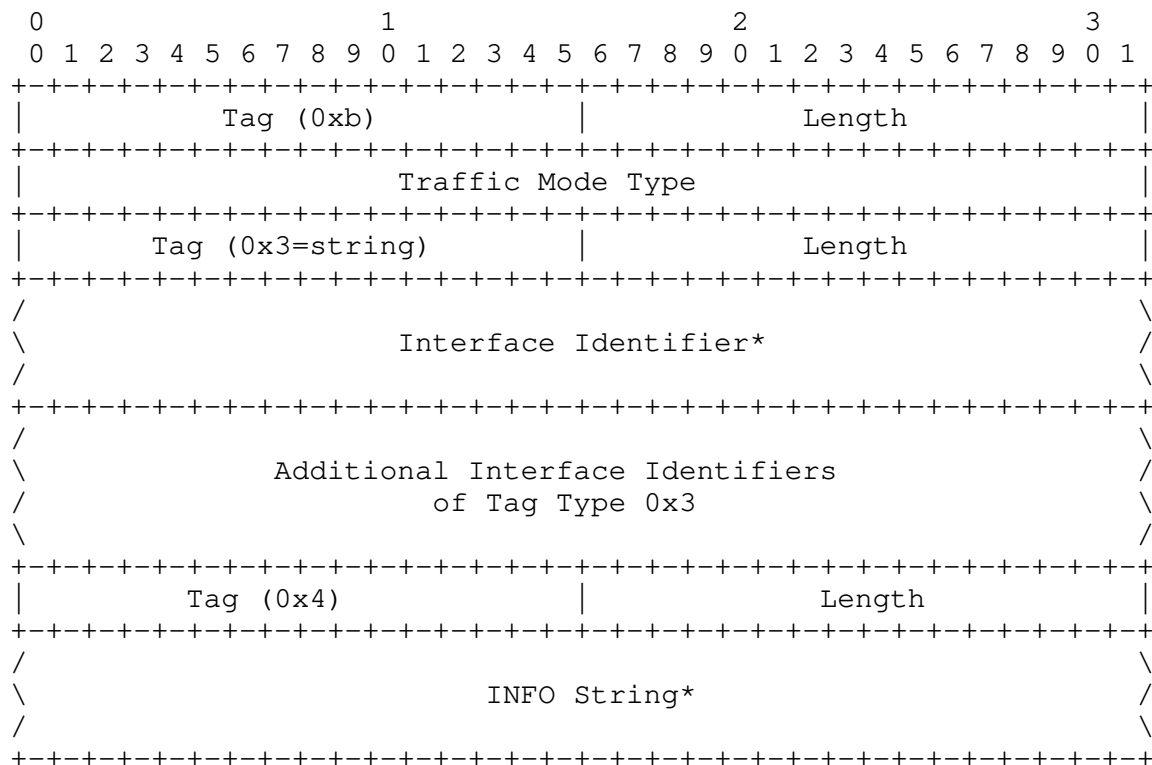 0                   1                   2                   3
 0 1 2 3 4 5 6 7 8 9 0 1 2 3 4 5 6 7 8 9 0 1 2 3 4 5 6 7 8 9 0 1
+-+-+-+-+-+-+-+-+-+-+-+-+-+-+-+-+-+-+-+-+-+-+-+-+-+-+-+-+-+-+-+-+
|           Tag (0xb)           |            Length             |
+-+-+-+-+-+-+-+-+-+-+-+-+-+-+-+-+-+-+-+-+-+-+-+-+-+-+-+-+-+-+-+-+
|                     Traffic Mode Type                         |
+-+-+-+-+-+-+-+-+-+-+-+-+-+-+-+-+-+-+-+-+-+-+-+-+-+-+-+-+-+-+-+-+
|       Tag (0x3=string)        |            Length             |
+-+-+-+-+-+-+-+-+-+-+-+-+-+-+-+-+-+-+-+-+-+-+-+-+-+-+-+-+-+-+-+-+
/                                                               \
\                     Interface Identifier*                     /
/                                                               \
+-+-+-+-+-+-+-+-+-+-+-+-+-+-+-+-+-+-+-+-+-+-+-+-+-+-+-+-+-+-+-+-+
/                                                               \
\              Additional Interface Identifiers                 /
/                       of Tag Type 0x3                         \
\                                                               /
+-+-+-+-+-+-+-+-+-+-+-+-+-+-+-+-+-+-+-+-+-+-+-+-+-+-+-+-+-+-+-+-+
|         Tag (0x4)             |             Length            |
+-+-+-+-+-+-+-+-+-+-+-+-+-+-+-+-+-+-+-+-+-+-+-+-+-+-+-+-+-+-+-+-+
/                                                               \
\                          INFO String*                         /
/                                                               \
+-+-+-+-+-+-+-+-+-+-+-+-+-+-+-+-+-+-+-+-+-+-+-+-+-+-+-+-+-+-+-+-+